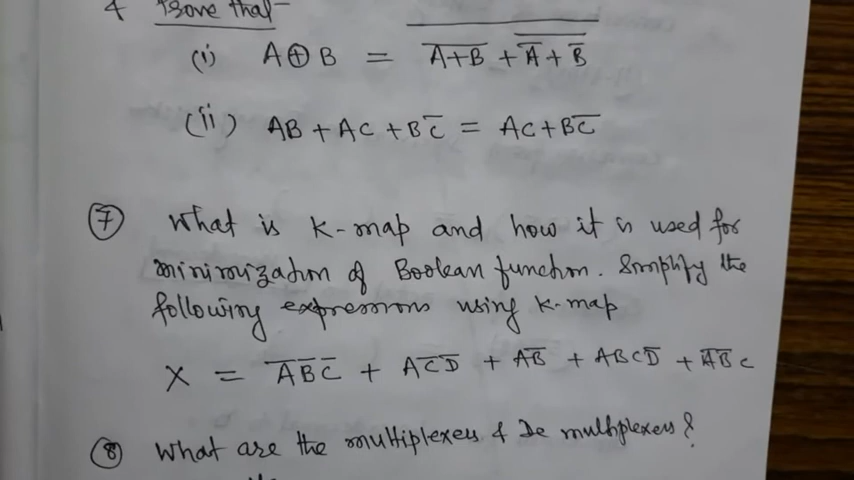 & Prove that-
(i) A⊕B = \overline{\overline{A+B} + \overline{\overline{A}+\overline{B}}}
(ii) AB + AC + B\overline{C} = AC + B\overline{C}
(7) What is K-map and how it is used for
minimization of Boolean function. Simplify the
following expressions using K-map
X = \overline{A}\overline{B}\overline{C} + A\overline{C}\overline{D} + A\overline{B} + ABC\overline{D} + \overline{A}\overline{B}C
(8) What are the multiplexers & De multiplexers?